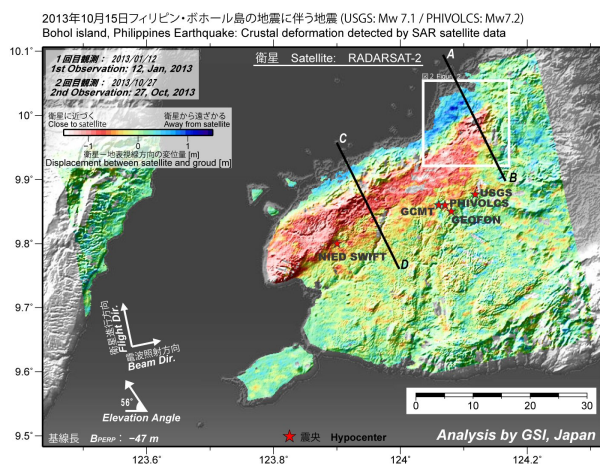 2013年10月15日フィリピン・ボホール島の地震に伴う地震 (USGS: Mw 7.1 / PHIVOLCS: Mw7.2)
Bohol island, Philippines Earthquake: Crustal deformation detected by SAR satellite data
1回目観測： 2013/01/12
1st Observation: 12, Jan, 2013
2回目観測： 2013/10/27
2nd Observation: 27, Oct, 2013
衛星 Satellite: RADARSAT-2
衛星に近づく 衛星から遠ざかる
Close to satellite Away from satellite
−1 0 1
衛星ー地表視線方向の変位量 [m]
Displacement between satellite and groud [m]
10.1°
10°
9.9°
9.8°
9.7°
9.6°
9.5°
A
B
C
D
USGS
GCMT
PHIVOLCS
GEOFON
NIED SWIFT
衛星進行方向
Flight Dir.
電波照射方向
Beam Dir.
56°
Elevation Angle
基線長 BPERP： −47 m
震央 Hypocenter
0 10 20 30
Analysis by GSI, Japan
123.6° 123.8° 124° 124.2°